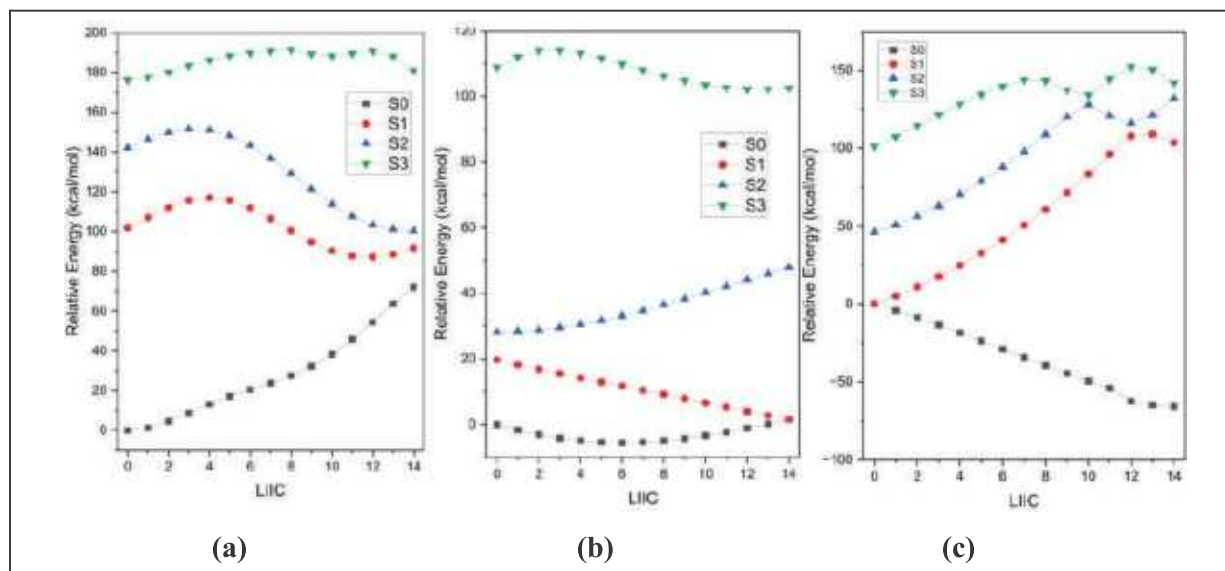 Relative Energy (kcal/mol)
200
180
160
140
120
100
80
60
40
20
0
S0
S1
S2
S3
0 2 4 6 8 10 12 14
LIIC
(a)
Relative Energy (kcal/mol)
120
100
80
60
40
20
0
S0
S1
S2
S3
0 2 4 6 8 10 12 14
LIIC
(b)
Relative Energy (kcal/mol)
150
100
50
0
−50
−100
S0
S1
S2
S3
0 2 4 6 8 10 12 14
LIIC
(c)